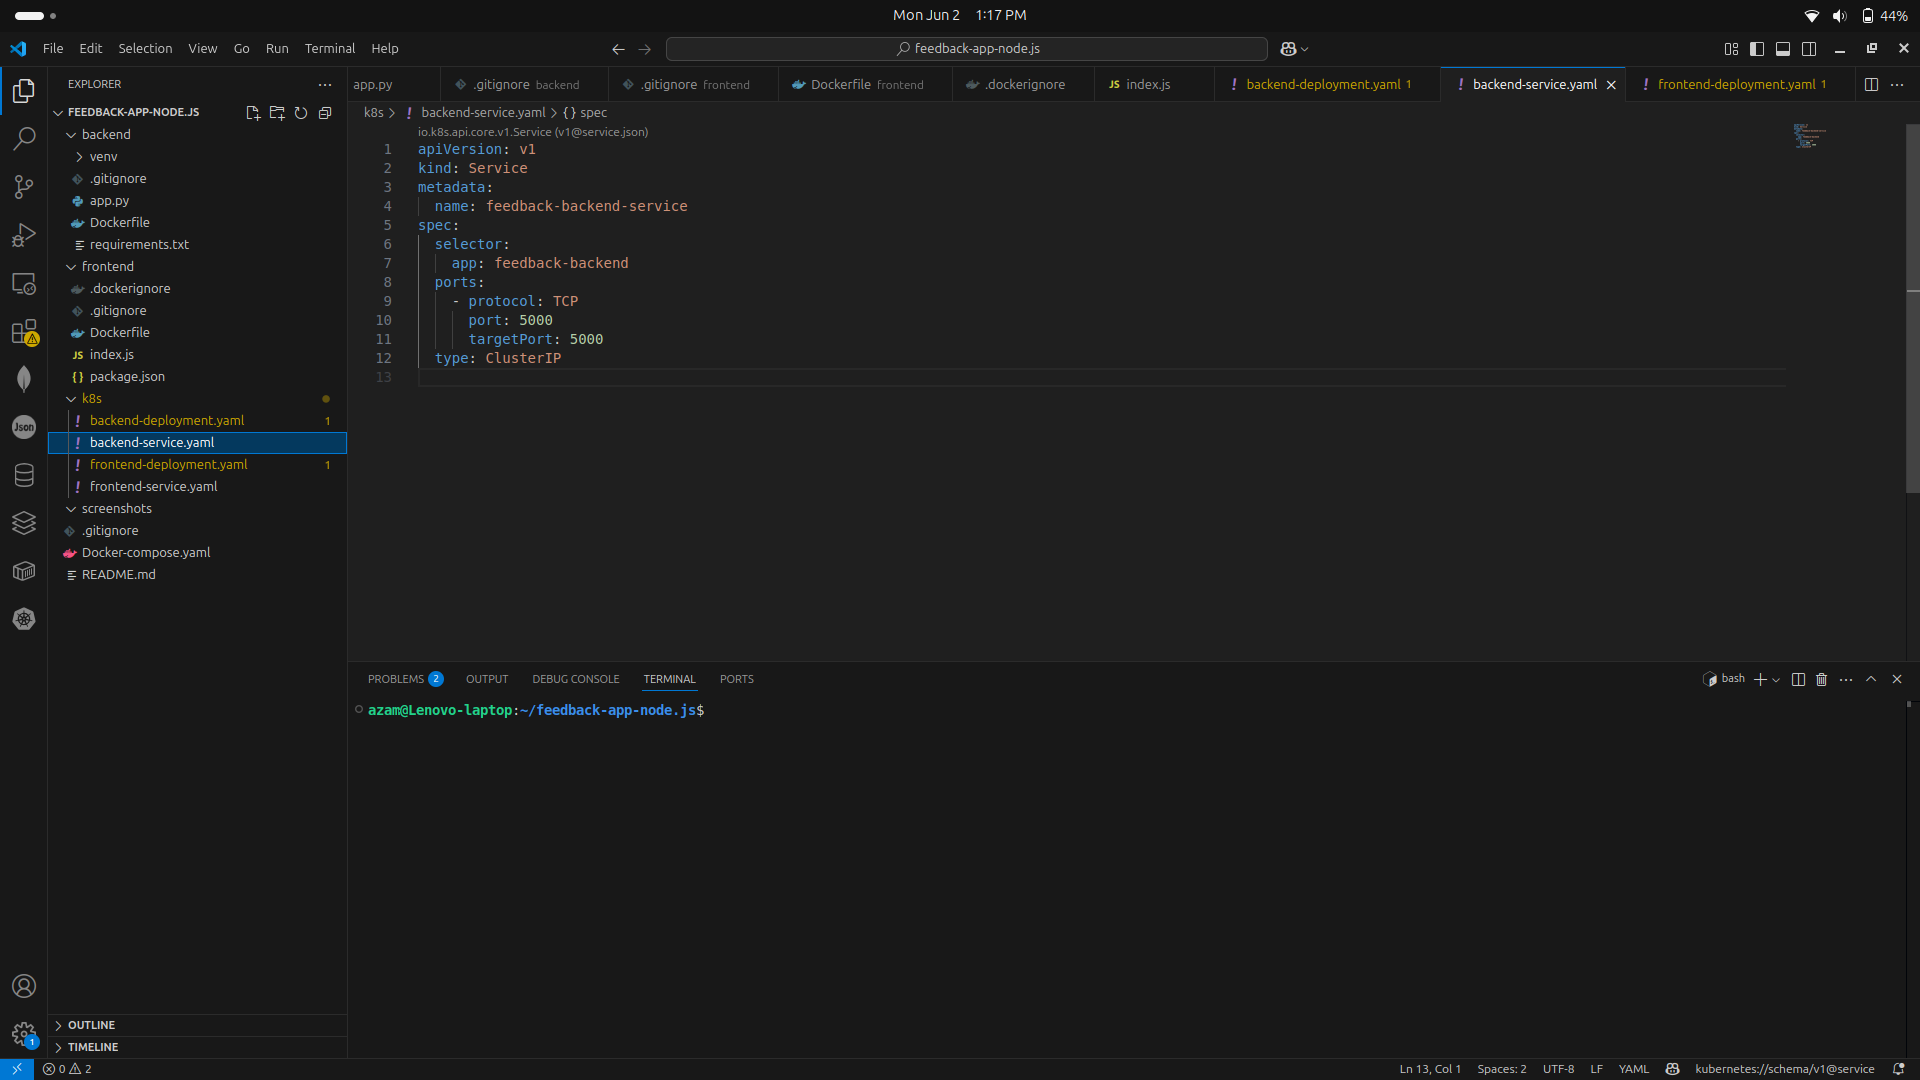 Mon Jun 2 1:17 PM
44%
File Edit Selection View Go Run Terminal Help
feedback-app-node.js
EXPLORER
FEEDBACK-APP-NODE.JS
backend
venv
.gitignore
app.py
Dockerfile
requirements.txt
frontend
.dockerignore
.gitignore
Dockerfile
JS index.js
{} package.json
k8s
! backend-deployment.yaml 1
! backend-service.yaml
! frontend-deployment.yaml 1
! frontend-service.yaml
screenshots
.gitignore
Docker-compose.yaml
README.md
OUTLINE
TIMELINE
Json
1
app.py .gitignore backend .gitignore frontend Dockerfile frontend .dockerignore JS index.js ! backend-deployment.yaml 1 ! backend-service.yaml ! frontend-deployment.yaml 1
k8s > ! backend-service.yaml > {} spec
io.k8s.api.core.v1.Service (v1@service.json)
1 apiVersion: v1
2 kind: Service
3 metadata:
4 name: feedback-backend-service
5 spec:
6 selector:
7 app: feedback-backend
8 ports:
9 - protocol: TCP
10 port: 5000
11 targetPort: 5000
12 type: ClusterIP
13
PROBLEMS 2 OUTPUT DEBUG CONSOLE TERMINAL PORTS
bash
azam@Lenovo-laptop:~/feedback-app-node.js$
0 2
Ln 13, Col 1 Spaces: 2 UTF-8 LF YAML kubernetes://schema/v1@service